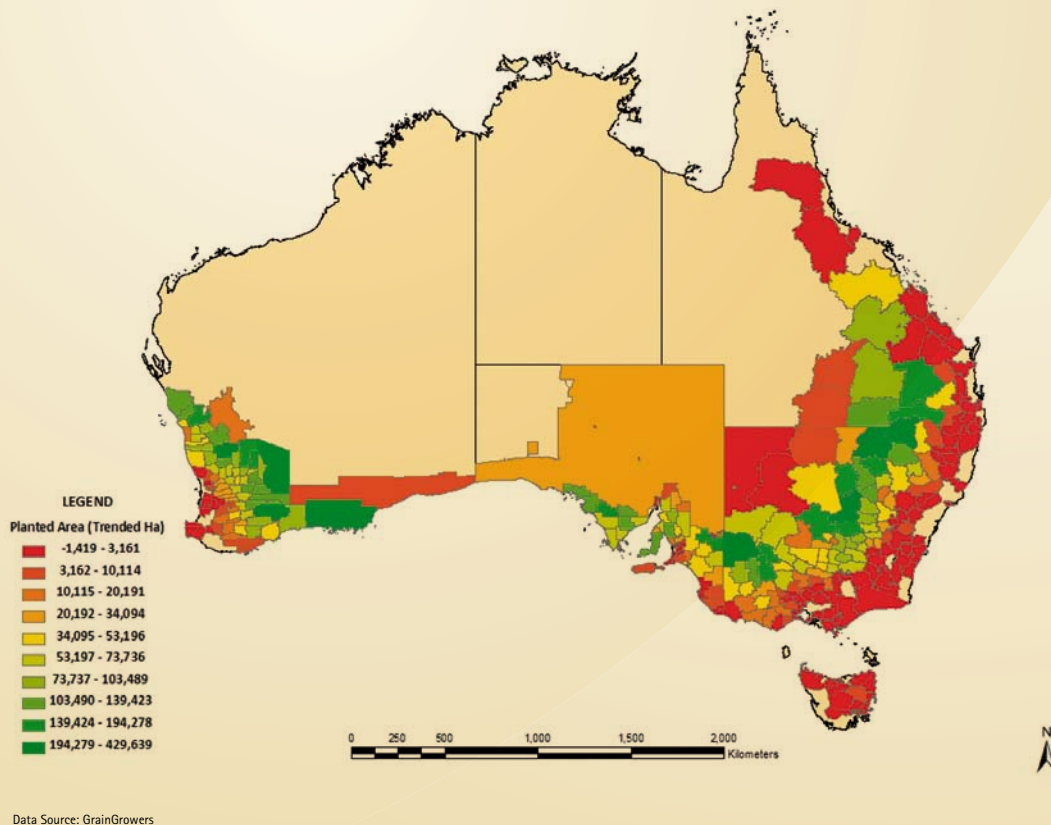 LEGEND
Planted Area (Trended Ha)
-1,419 - 3,161
3,162 - 10,114
10,115 - 20,191
20,192 - 34,094
34,095 - 53,196
53,197 - 73,736
73,737 - 103,489
103,490 - 139,423
139,424 - 194,278
194,279 - 429,639
0 250 500 1,000 1,500 2,000
Kilometers
N
Data Source: GrainGrowers